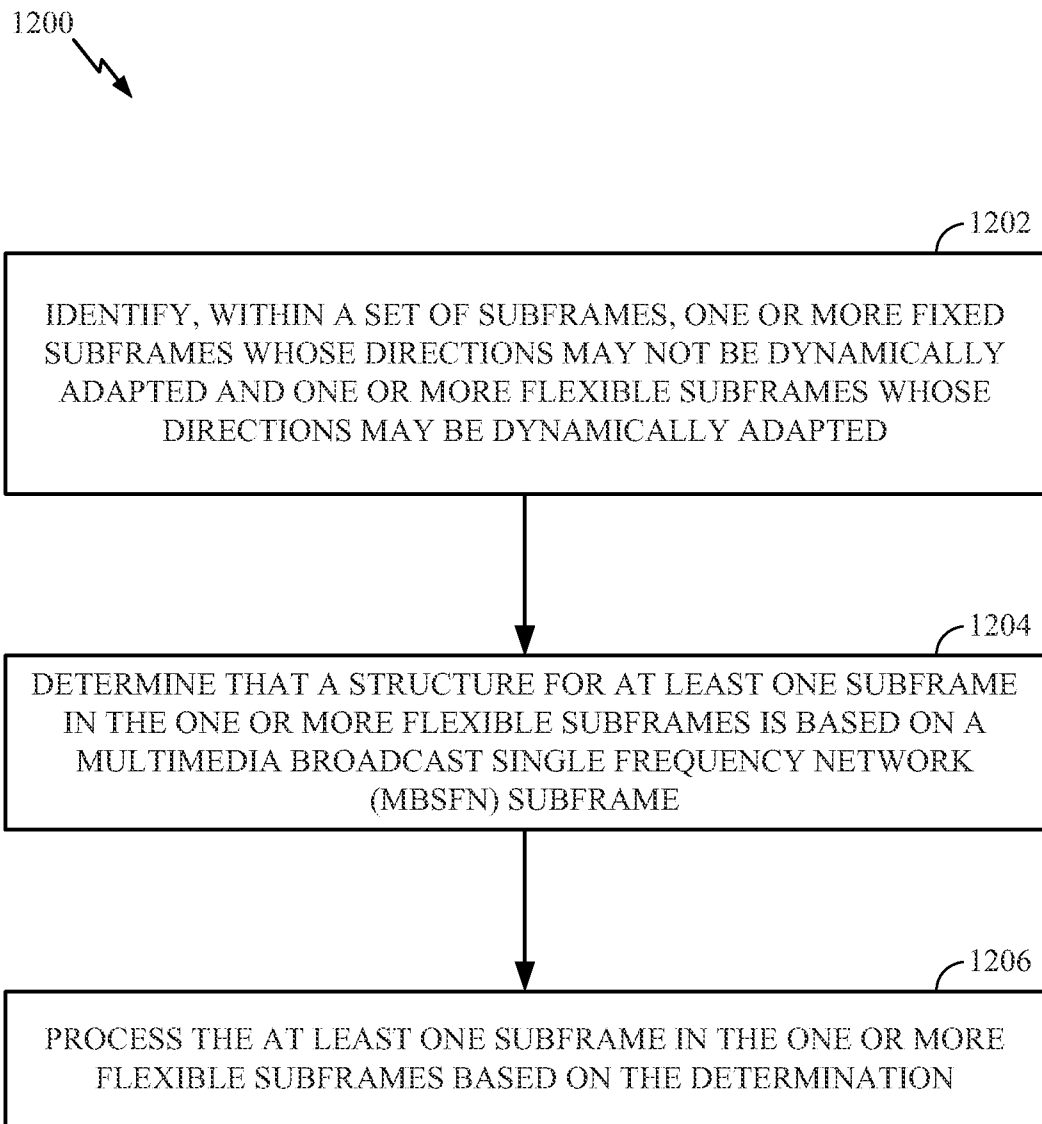 1200
1202
IDENTIFY, WITHIN A SET OF SUBFRAMES, ONE OR MORE FIXED
SUBFRAMES WHOSE DIRECTIONS MAY NOT BE DYNAMICALLY
ADAPTED AND ONE OR MORE FLEXIBLE SUBFRAMES WHOSE
DIRECTIONS MAY BE DYNAMICALLY ADAPTED
1204
DETERMINE THAT A STRUCTURE FOR AT LEAST ONE SUBFRAME
IN THE ONE OR MORE FLEXIBLE SUBFRAMES IS BASED ON A
MULTIMEDIA BROADCAST SINGLE FREQUENCY NETWORK
(MBSFN) SUBFRAME
1206
PROCESS THE AT LEAST ONE SUBFRAME IN THE ONE OR MORE
FLEXIBLE SUBFRAMES BASED ON THE DETERMINATION